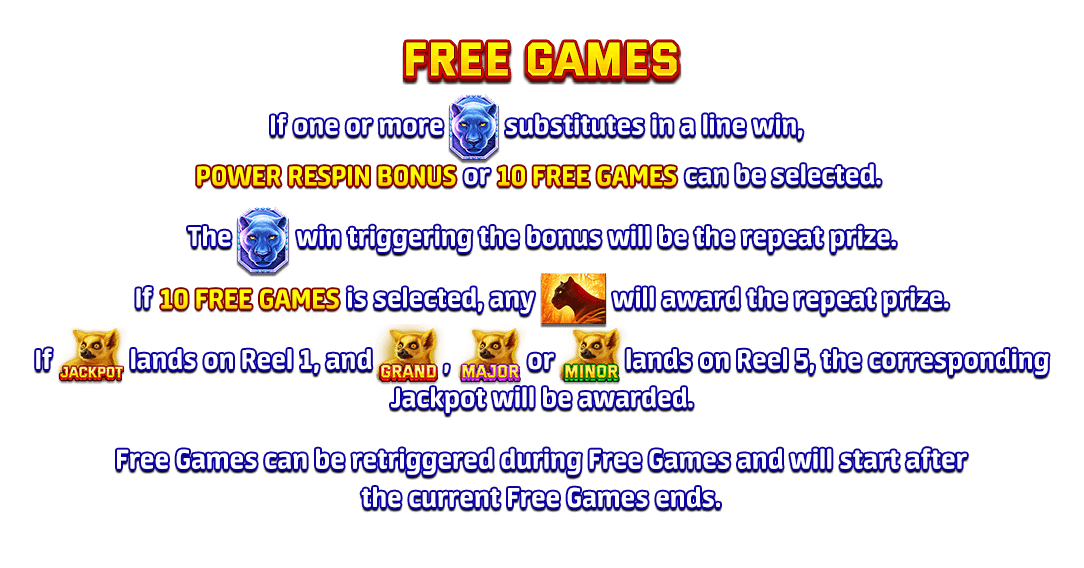 FREE GAMES
If one or more substitutes in a line win,
POWER RESPIN BONUS or 10 FREE GAMES can be selected.
The win triggering the bonus will be the repeat prize.
If 10 FREE GAMES is selected, any will award the repeat prize.
If JACKPOT lands on Reel 1, and GRAND, MAJOR or MINOR lands on Reel 5, the corresponding
Jackpot will be awarded.
Free Games can be retriggered during Free Games and will start after
the current Free Games ends.